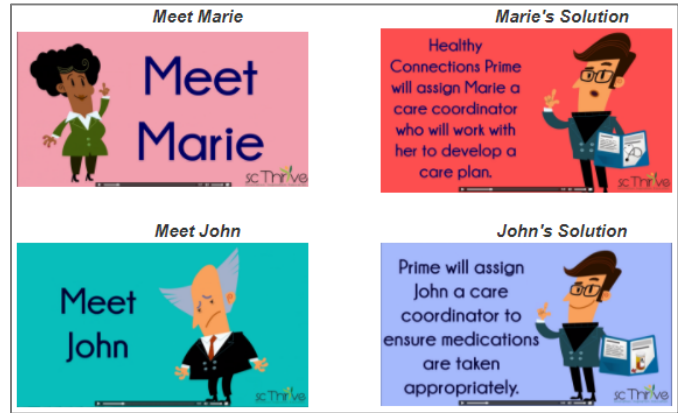 Meet Marie
Marie's Solution
Meet
Marie
sc Thrive
Healthy
Connections Prime
will assign Marie a
care coordinator
who will work with
her to develop a
care plan.
sc Thrive
Meet John
John's Solution
Meet
John
sc Thrive
Prime will assign
John a care
coordinator to
ensure medications
are taken
appropriately.
sc Thrive